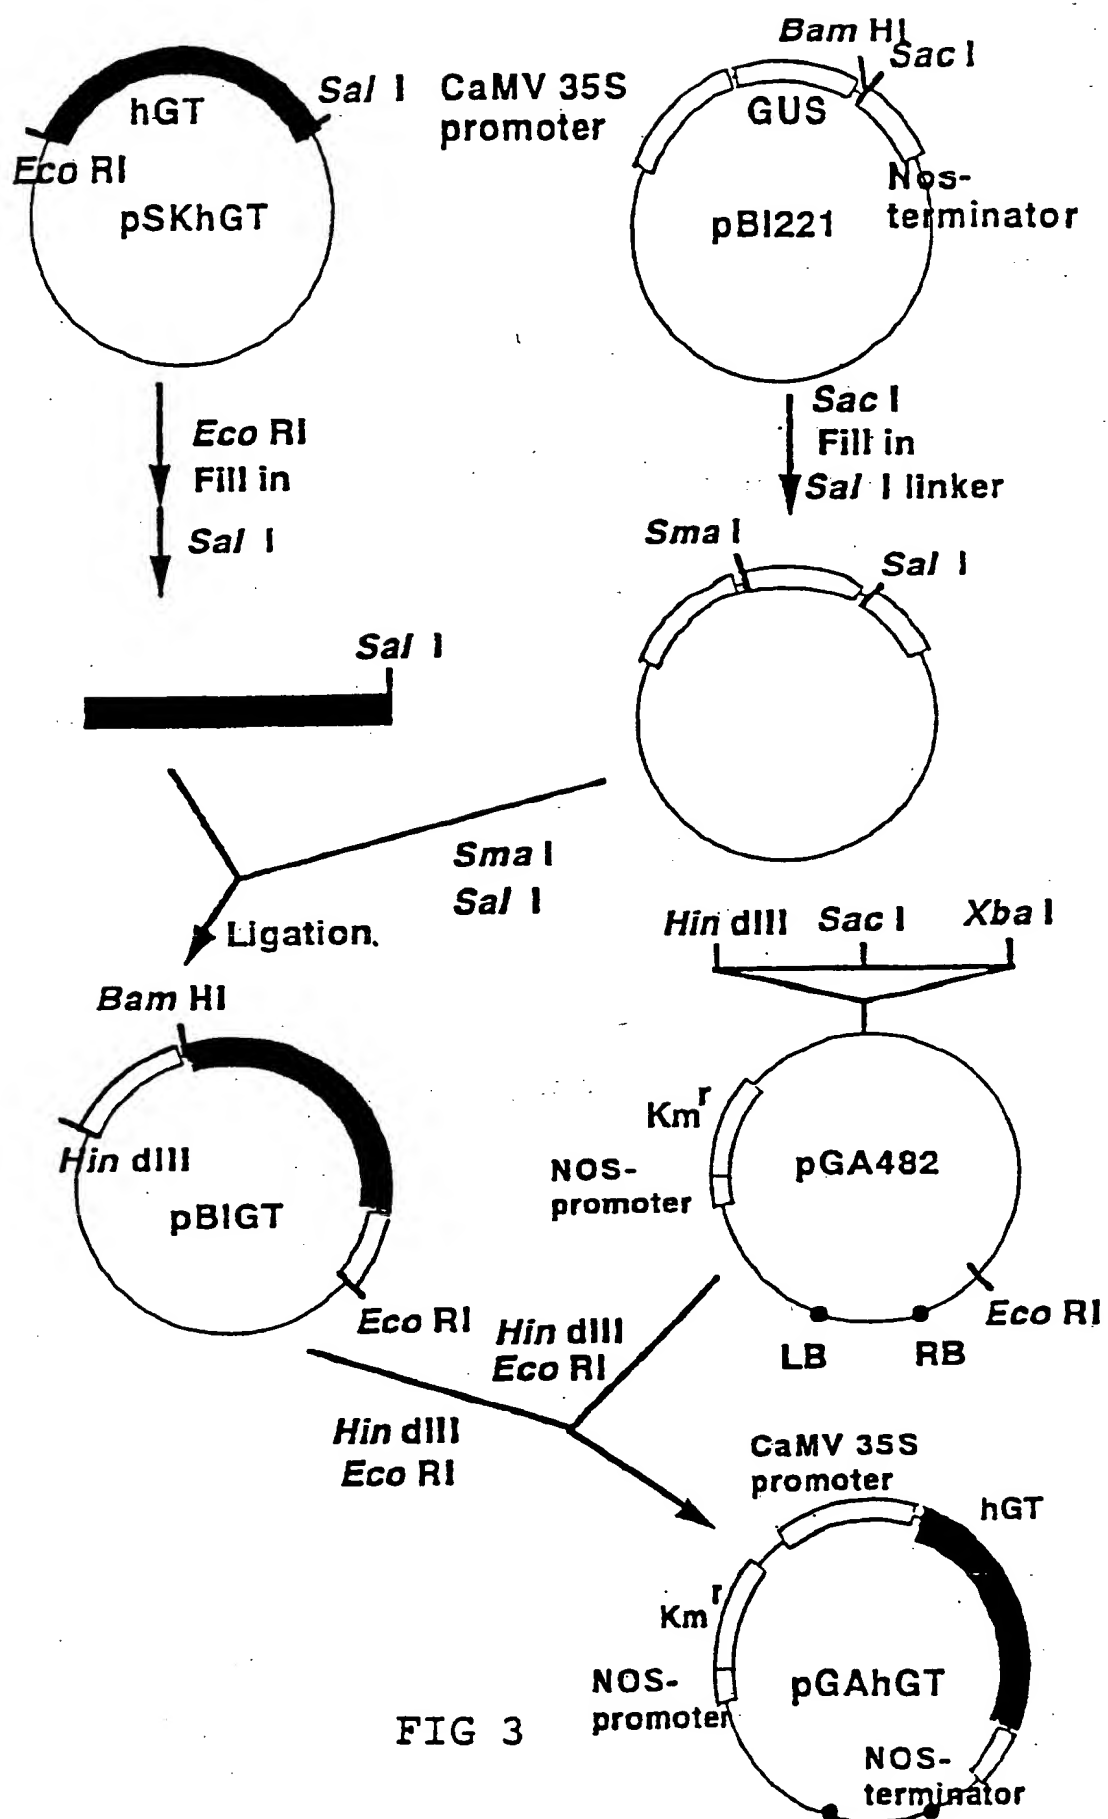 Bam HI
Sac I
Sal I
CaMV 35S
promoter
hGT
GUS
Eco RI
Nos-
terminator
pSKhGT
pBI221
Eco RI
Fill in
Sal I
Sac I
Fill in
Sal I linker
Sma I
Sal I
Sal I
Sma I
Sal I
Ligation.
Hin dIII
Sac I
Xba I
Bam HI
Km r
Hin dIII
NOS-
promoter
pGA482
pBIGT
Eco RI
Eco RI
Hin dIII
Eco RI
LB
RB
Hin dIII
Eco RI
CaMV 35S
promoter
hGT
Km r
NOS-
promoter
pGAhGT
NOS-
terminator
FIG 3